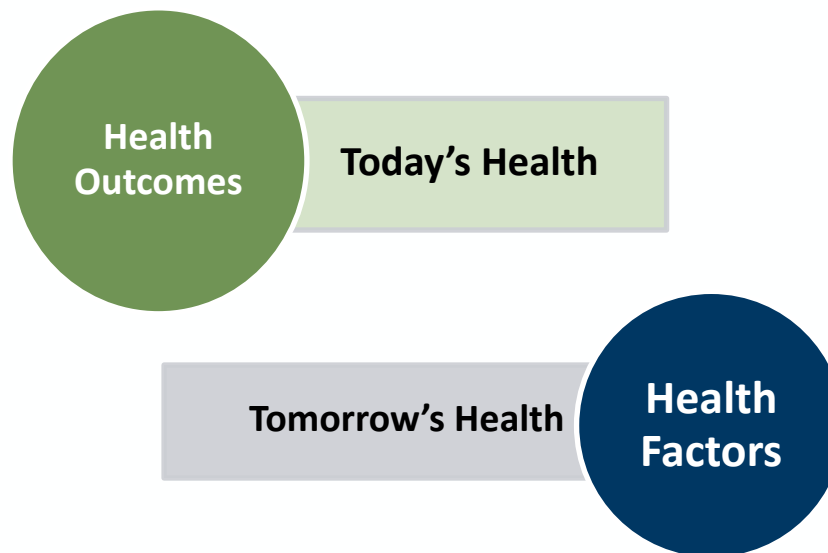 Health
Outcomes
Today’s Health
Tomorrow’s Health
Health
Factors